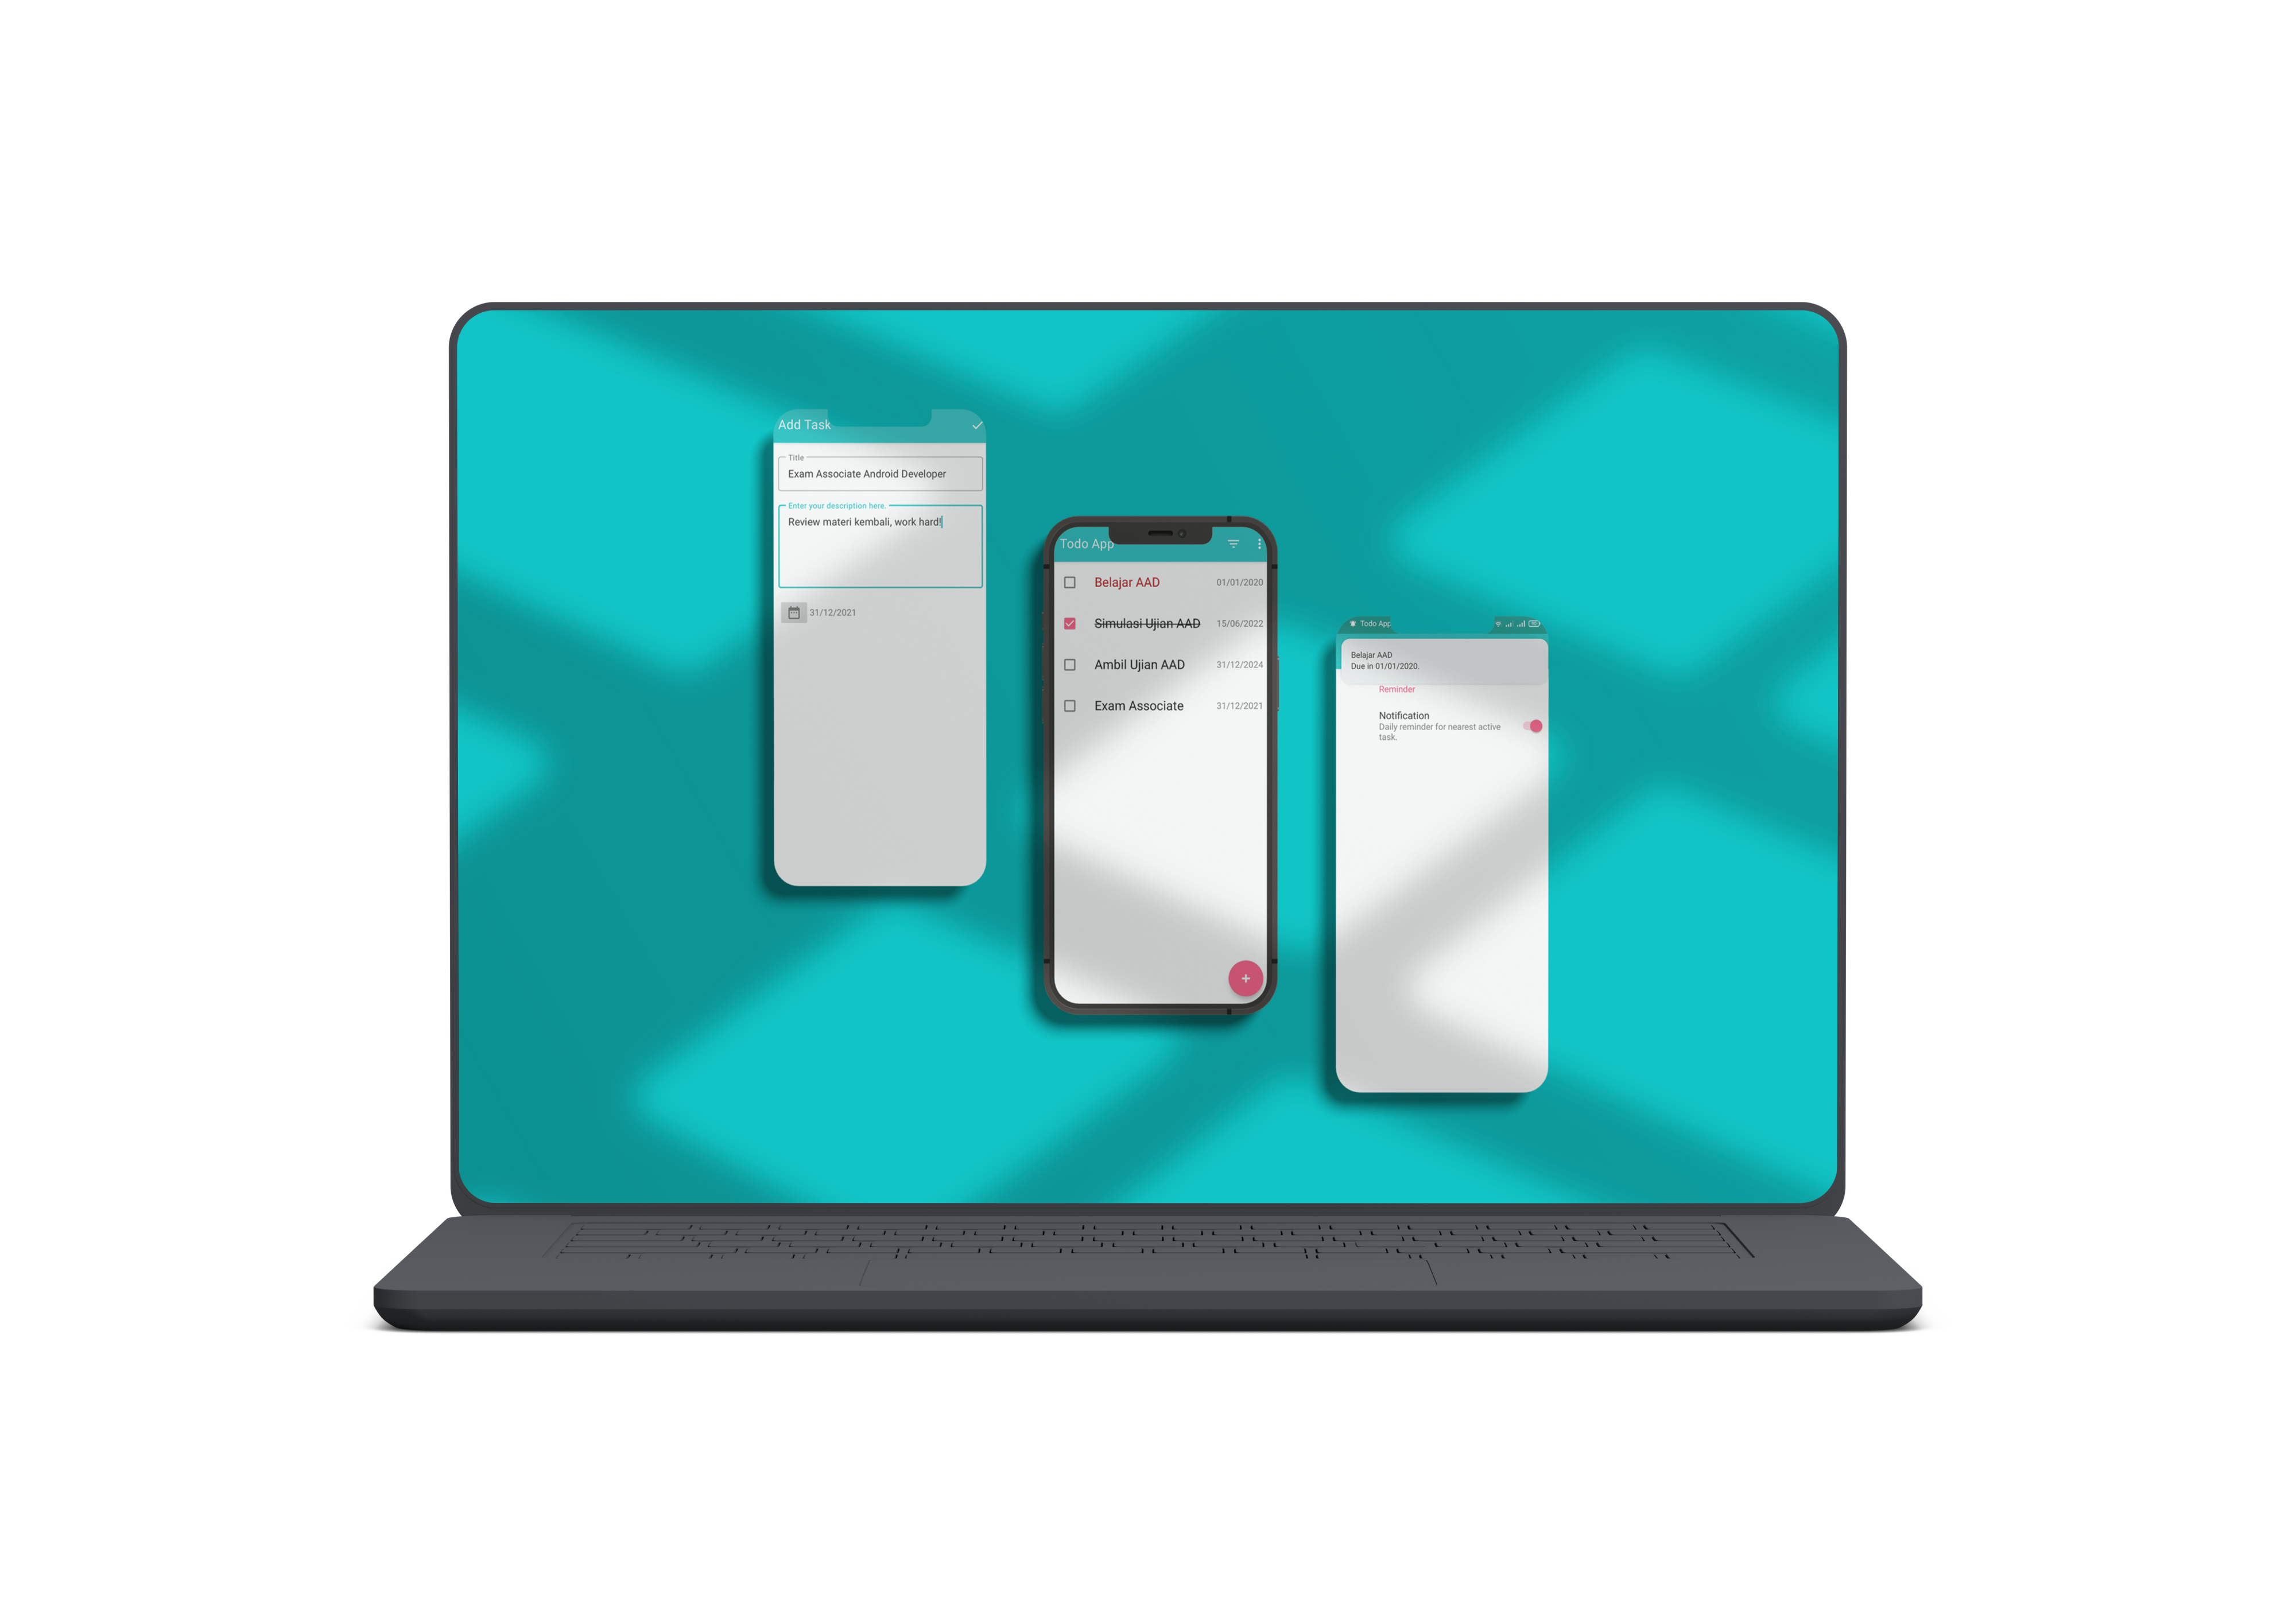 Add Task
Title
Exam Associate Android Developer
Enter your description here.
Review materi kembali, work hard!
31/12/2021
Todo App
Belajar AAD 01/01/2020
Simulasi Ujian AAD 15/06/2022
Ambil Ujian AAD 31/12/2024
Exam Associate 31/12/2021
+
Todo App
Belajar AAD
Due in 01/01/2020.
Reminder
Notification
Daily reminder for nearest active
task.